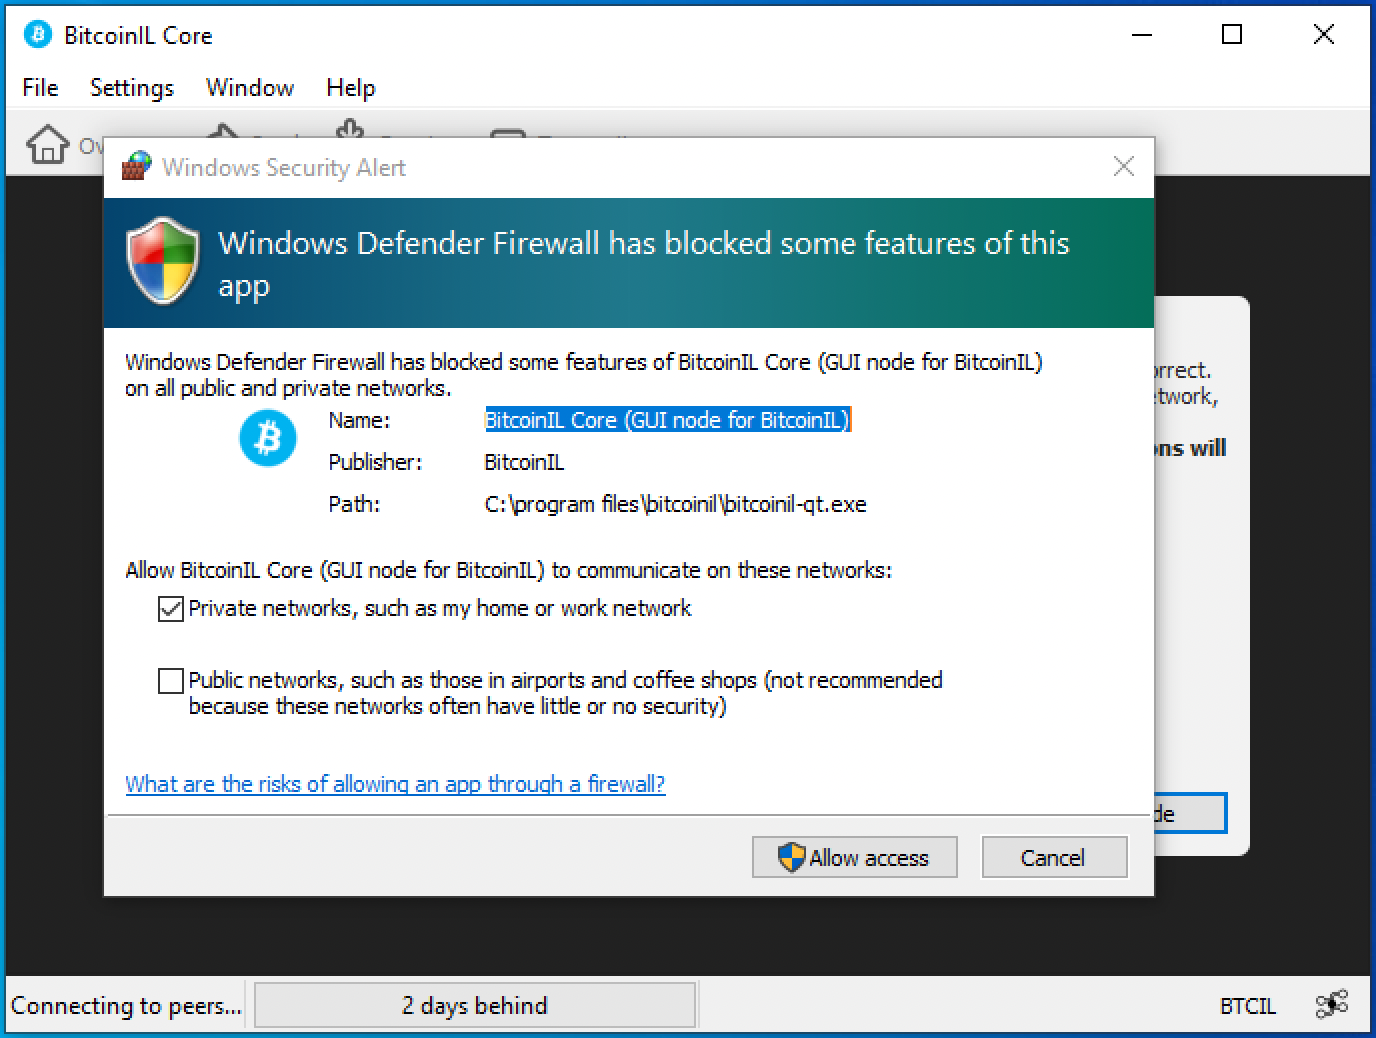 BitcoinIL Core
File Settings Window Help
Windows Security Alert
Windows Defender Firewall has blocked some features of this
app
Windows Defender Firewall has blocked some features of BitcoinIL Core (GUI node for BitcoinIL)
on all public and private networks.
Name: BitcoinIL Core (GUI node for BitcoinIL)
Publisher: BitcoinIL
Path: C:\program files\bitcoinil\bitcoinil-qt.exe
Allow BitcoinIL Core (GUI node for BitcoinIL) to communicate on these networks:
Private networks, such as my home or work network
Public networks, such as those in airports and coffee shops (not recommended
because these networks often have little or no security)
What are the risks of allowing an app through a firewall?
Allow access Cancel
will
Connecting to peers... 2 days behind BTCIL